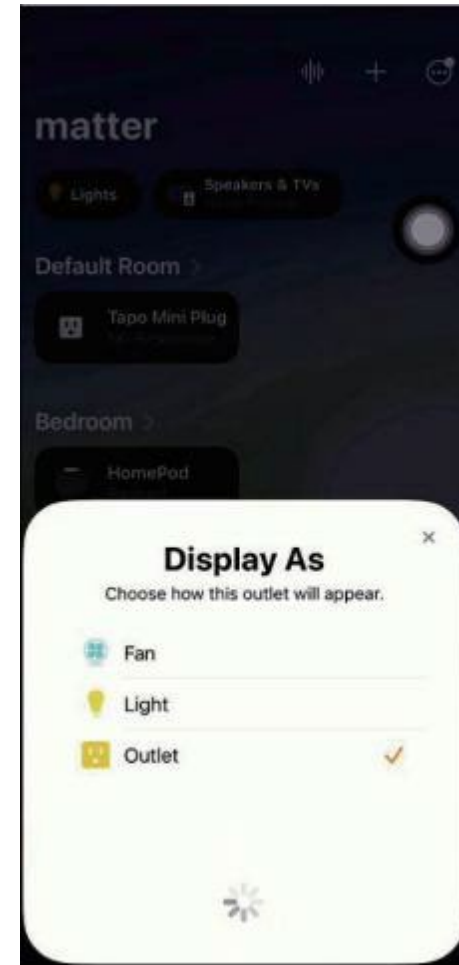 matter
Lights
Speakers & TVs
Default Room >
Tapo Mini Plug
Bedroom >
HomePod
Display As
Choose how this outlet will appear.
Fan
Light
Outlet